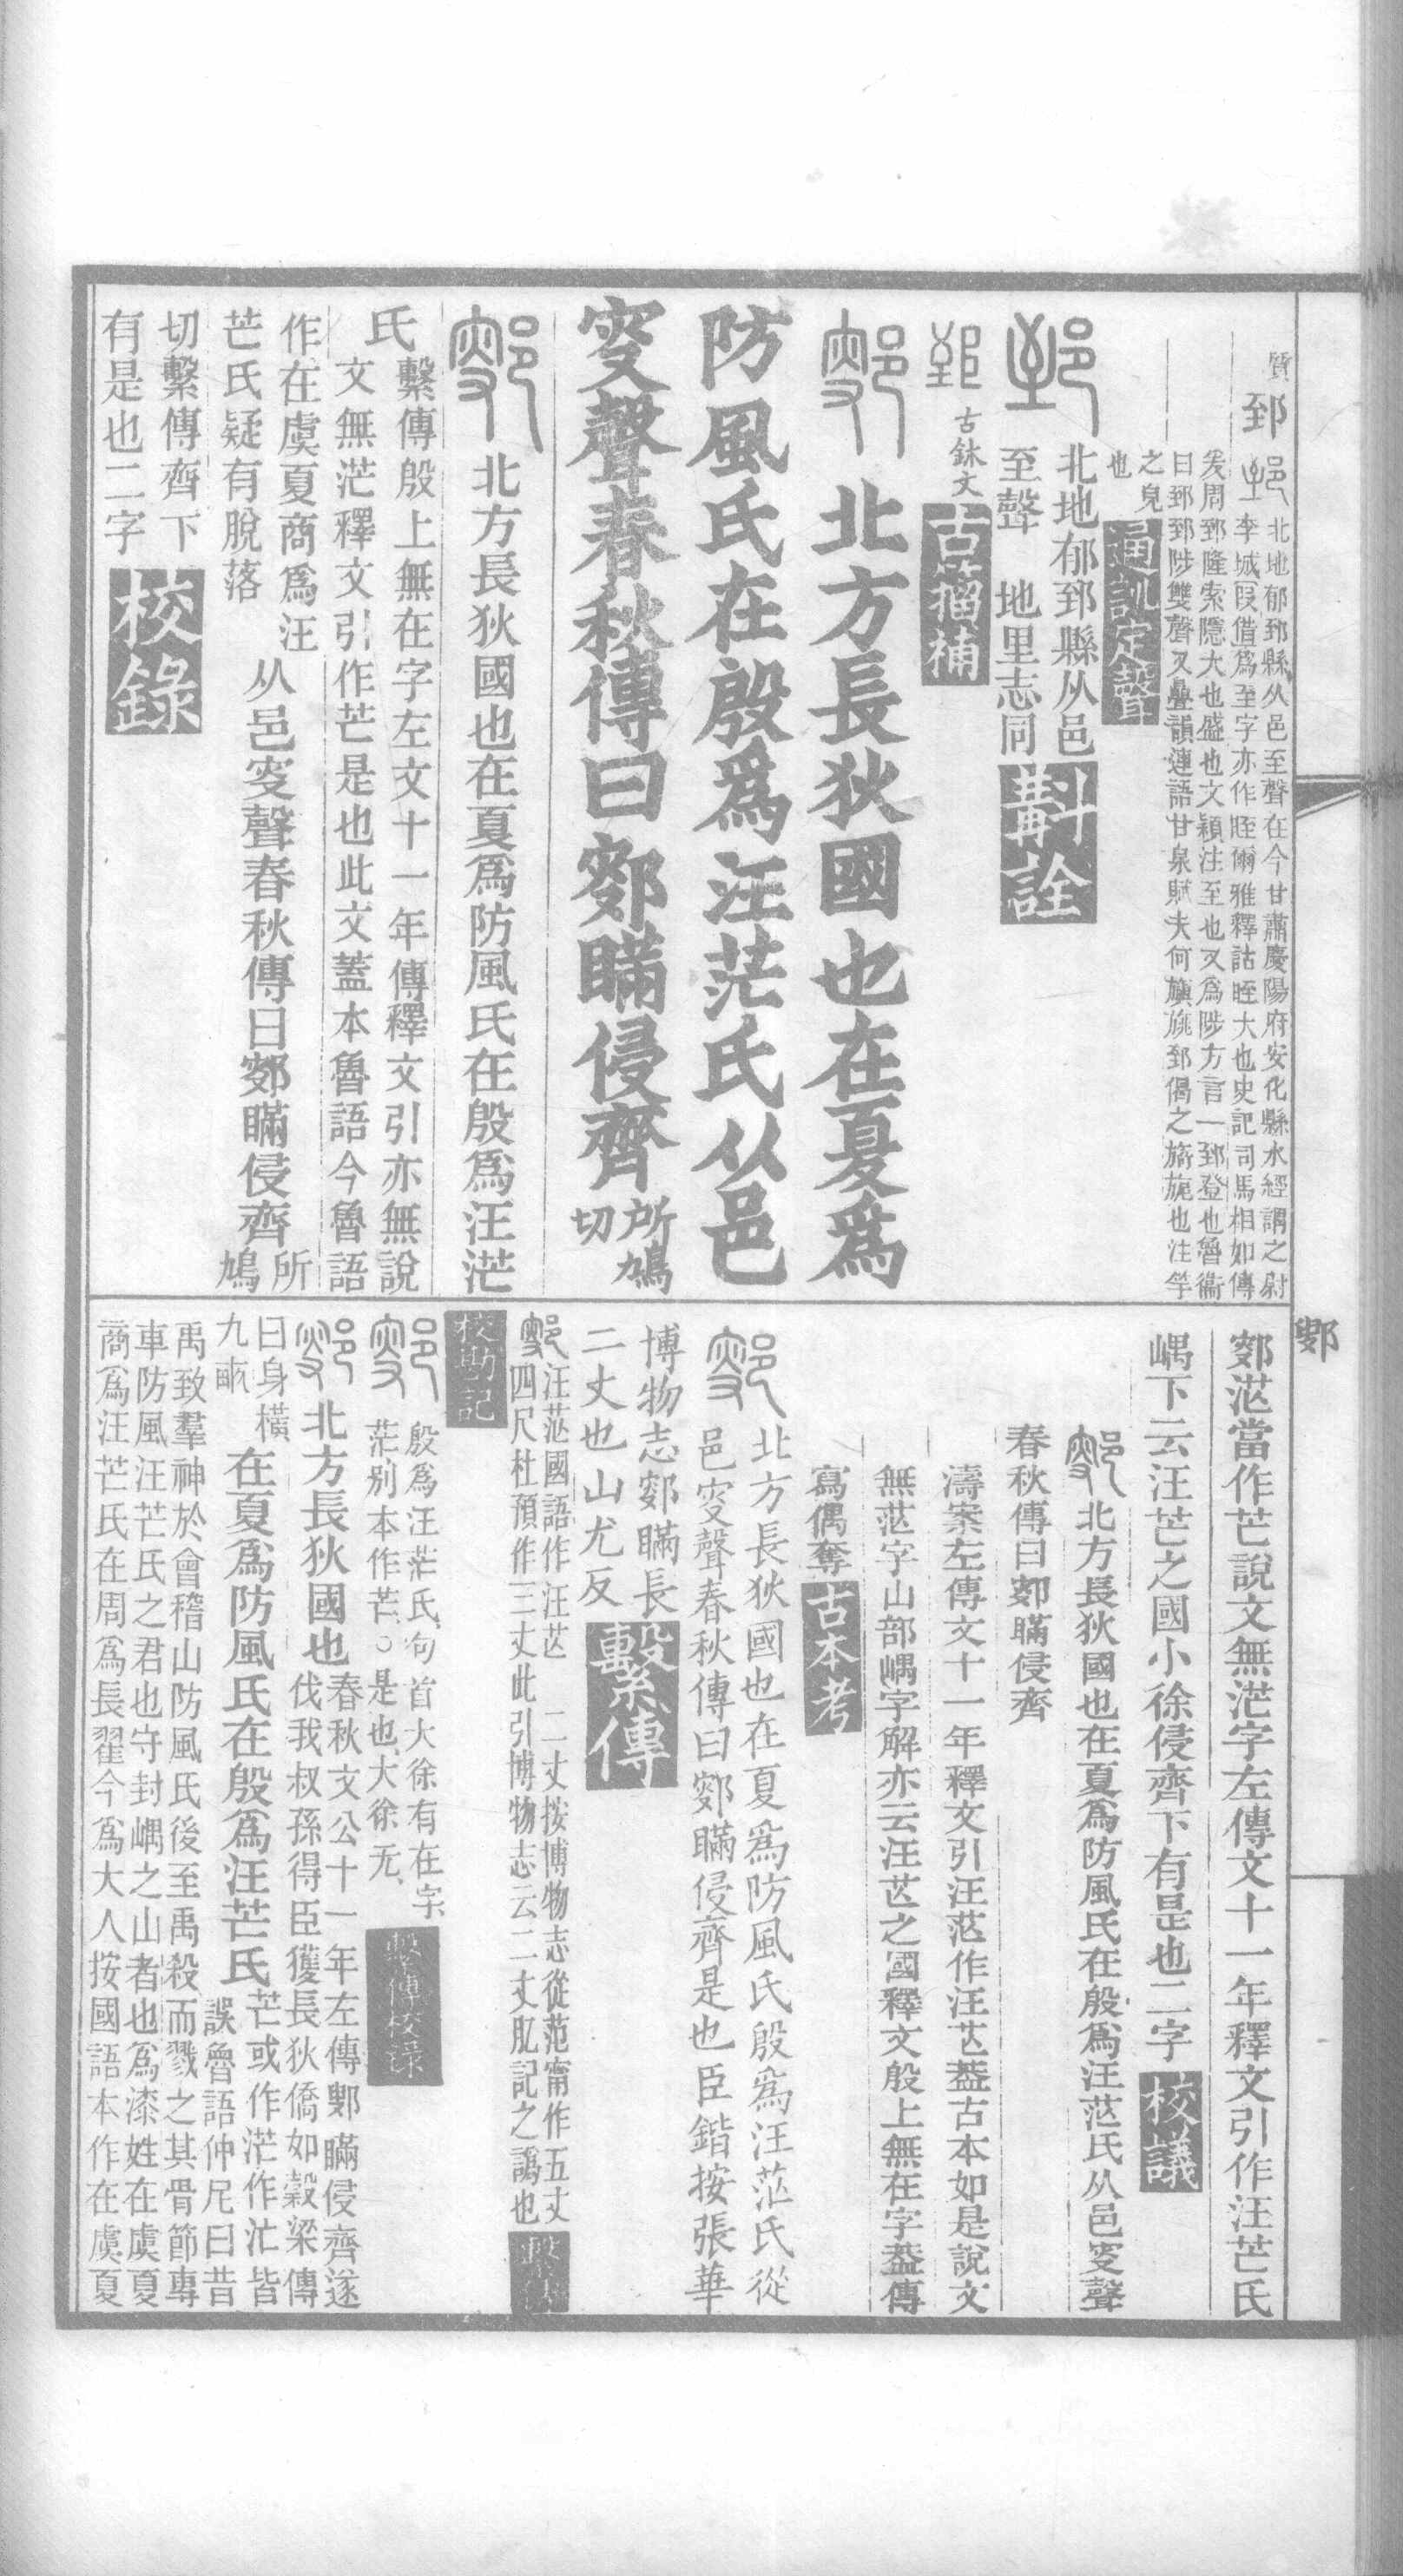 質 郅 北地郁郅縣从邑至聲在今甘肅慶陽府安化縣水經謂之尉
李城叚借爲至字亦作胵爾雅釋詁晊大也史記司馬相如傳
爰周郅隆索隱大也盛也文穎注至也又爲陟方言一郅登也魯衞
曰郅郅陟雙聲又疊韻連語甘泉賦夫何旟旐郅偈之旖旎也注竿
之皃
也
通訓定聲
北地郁郅縣从邑
至聲 地里志同
斠詮
古鉥文
古籀補
北方長狄國也在夏爲
防風氏在殷爲汪茫氏从邑
叜聲春秋傳曰鄋瞞侵齊 所鳩
切
北方長狄國也在夏爲防風氏在殷爲汪茫
氏 繫傳殷上無在字左文十一年傳釋文引亦無說
文無茫釋文引作芒是也此文蓋本魯語今魯語
作在虞夏商爲汪
芒氏疑有脫落
从邑叜聲春秋傳曰鄋瞞侵齊 所
鳩
切繫傳齊下
有是也二字
校錄
鄋
鄋茫當作芒說文無茫字左傳文十一年釋文引作汪芒氏
嵎下云汪芒之國小徐侵齊下有是也二字 校議
北方長狄國也在夏爲防風氏在殷爲汪茫氏从邑叜聲
春秋傳曰鄋瞞侵齊
濤案左傳文十一年釋文引汪茫作汪芒葢古本如是說文
無茫字山部嵎字解亦云汪芒之國釋文殷上無在字葢傳
寫偶奪 古本考
北方長狄國也在夏爲防風氏殷爲汪茫氏從
邑叜聲春秋傳曰鄋瞞侵齊是也臣鍇按張華
博物志鄋瞞長
二丈也山尤反
繫傳
汪茫國語作汪芒 二丈按博物志從范甯作五丈
四尺杜預作三丈此引博物志云二丈乩記之譌也
校勘記
殷爲汪茫氏句首大徐有在字
茫別本作芒○是也大徐无
繫傳校錄
北方長狄國也 春秋文公十一年左傳鄋瞞侵齊遂
伐我叔孫得臣獲長狄僑如穀梁傳
曰身橫
九畝
在夏爲防風氏在殷爲汪芒氏 芒或作茫作汒皆
誤魯語仲尼曰昔
禹致羣神於會稽山防風氏後至禹殺而戮之其骨節專
車防風汪芒氏之君也守封嵎之山者也爲漆姓在虞夏
商爲汪芒氏在周爲長翟今爲大人按國語本作在虞夏